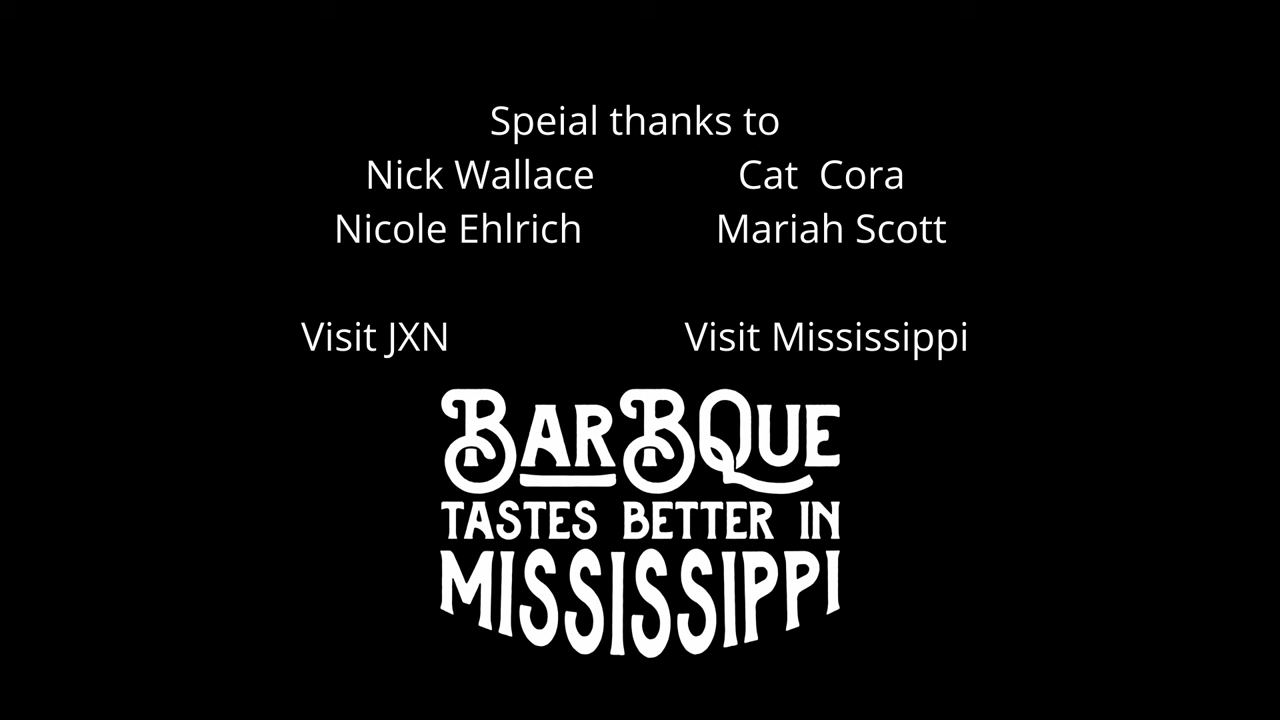 Speial thanks to
Nick Wallace Cat Cora
Nicole Ehlrich Mariah Scott
Visit JXN Visit Mississippi
BARBQUE
TASTES BETTER IN
MISSISSIPPI